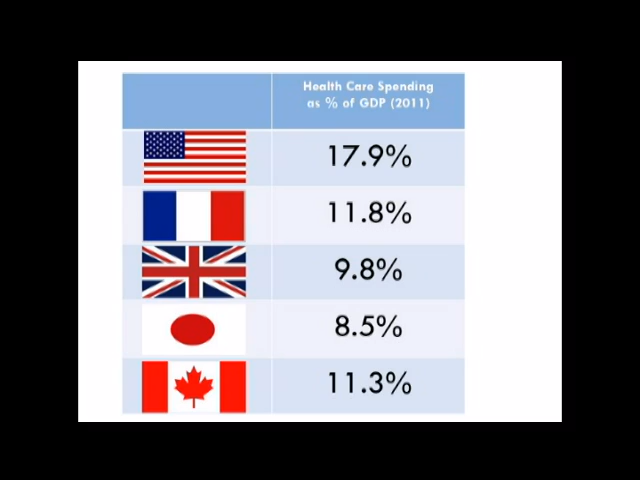 Health Care Spending
as % of GDP (2011)
17.9%
11.8%
9.8%
8.5%
11.3%